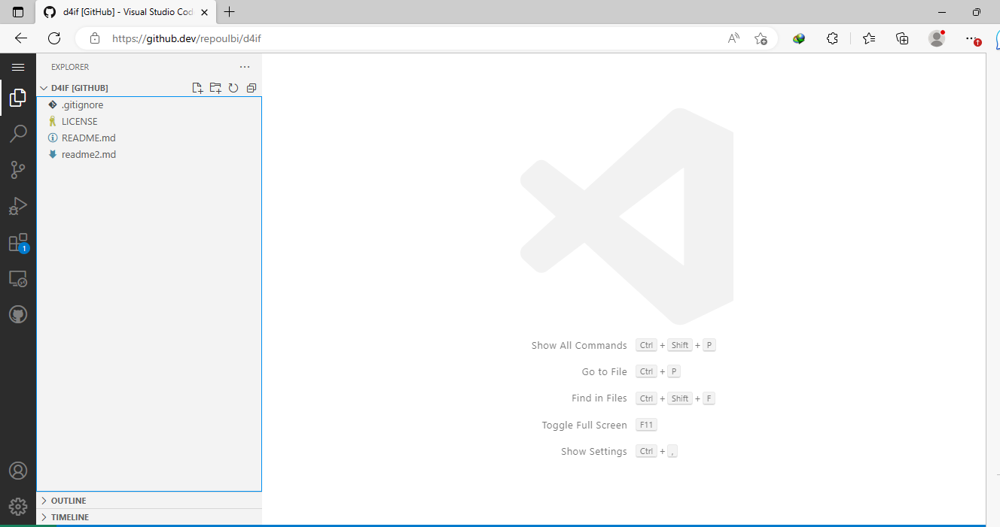 d4if [GitHub] - Visual Studio Cod
https://github.dev/repoulbi/d4if
EXPLORER
D4IF [GITHUB]
.gitignore
LICENSE
README.md
readme2.md
1
Show All Commands Ctrl + Shift + P
Go to File Ctrl + P
Find in Files Ctrl + Shift + F
Toggle Full Screen F11
Show Settings Ctrl + ,
OUTLINE
TIMELINE